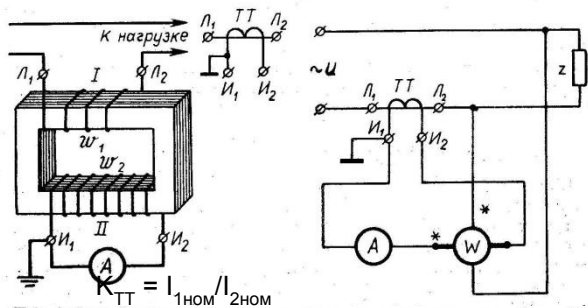 К нагрузке
Л₁ ТТ Л₂
И₁ И₂
Л₁ I Л₂
w₁
w₂
II
И₁ И₂
A
K_TT = I₁ном/I₂ном
~u
z
Л₁ ТТ Л₂
И₁ И₂
*
A * W